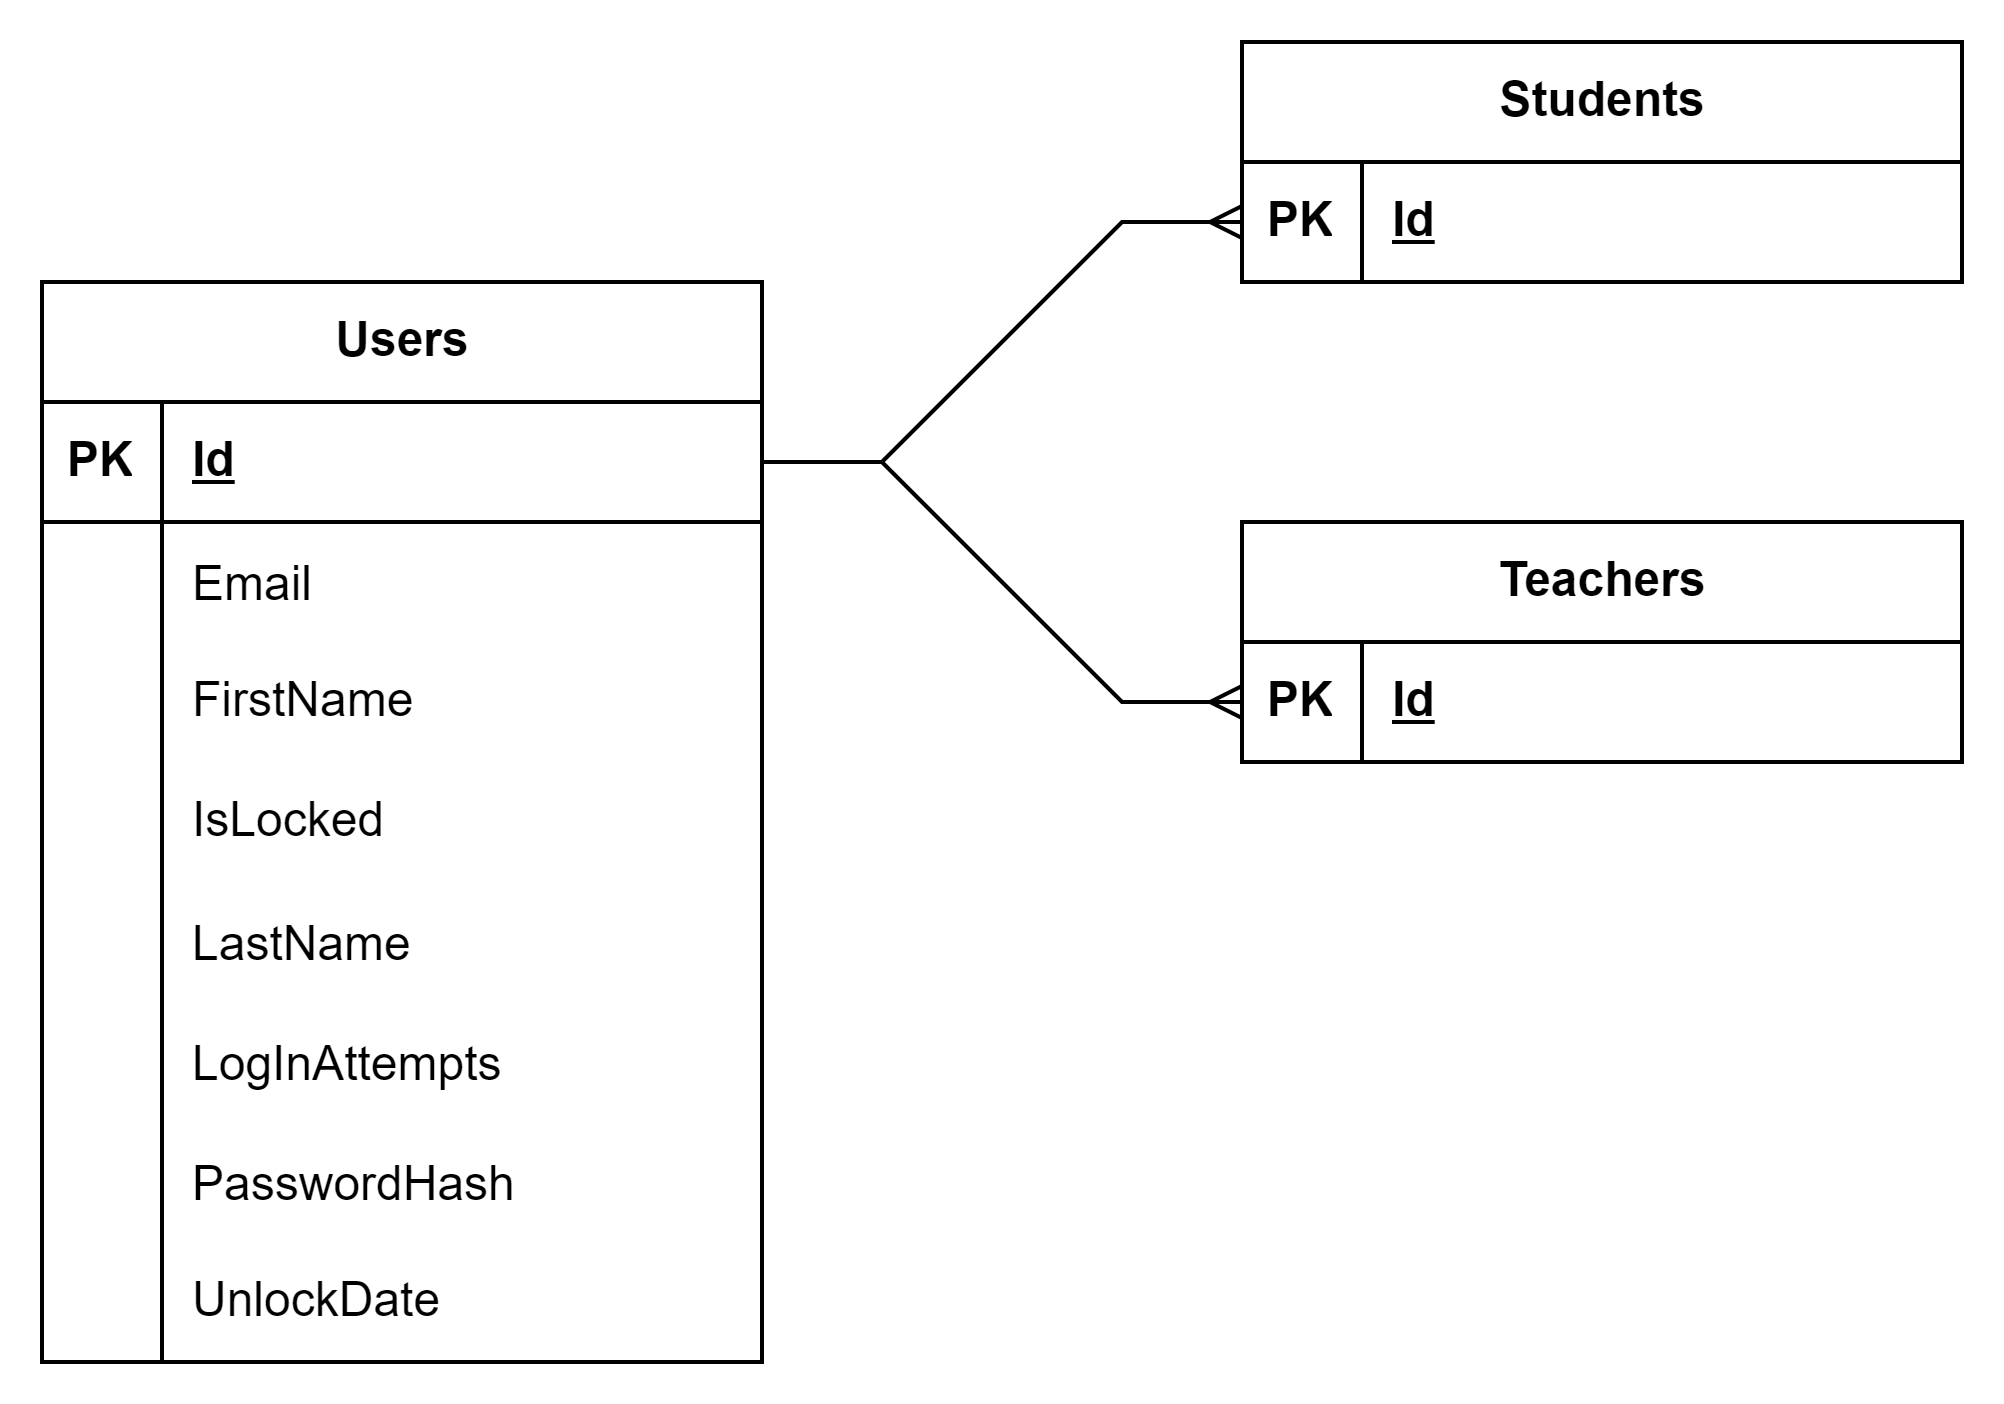 Users
PK Id
Email
FirstName
IsLocked
LastName
LogInAttempts
PasswordHash
UnlockDate
Students
PK Id
Teachers
PK Id